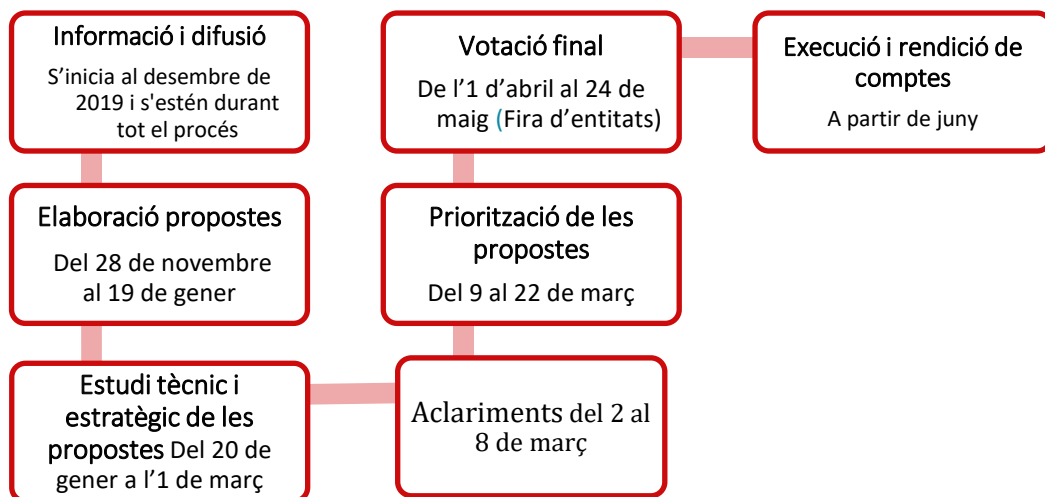 Informació i difusió
S’inicia al desembre de
2019 i s'estén durant
tot el procés
Elaboració propostes
Del 28 de novembre
al 19 de gener
Estudi tècnic i
estratègic de les
propostes Del 20 de
gener a l’1 de març
Aclariments del 2 al
8 de març
Priorització de les
propostes
Del 9 al 22 de març
Votació final
De l’1 d’abril al 24 de
maig (Fira d’entitats)
Execució i rendició de
comptes
A partir de juny